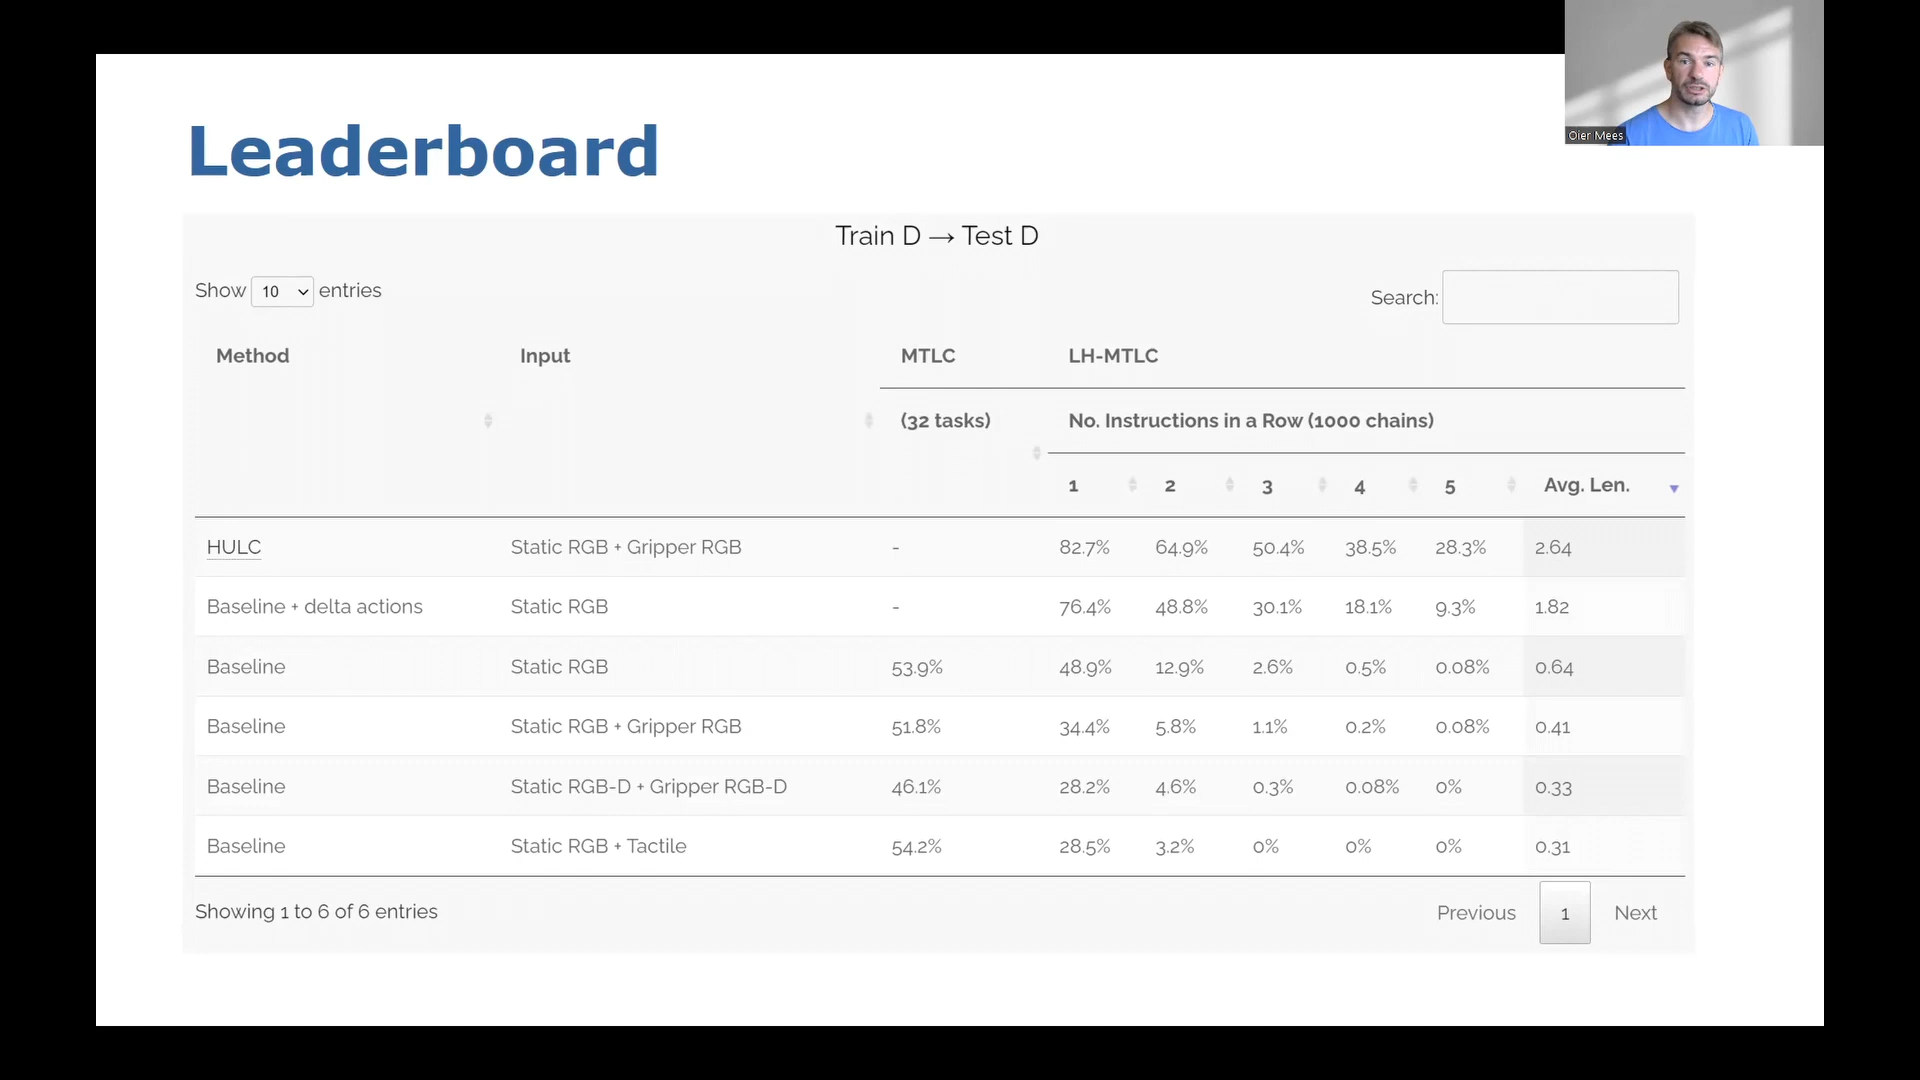 Oier Mees
Leaderboard
Train D → Test D
Show 10 entries
Search:
Method Input MTLC LH-MTLC
(32 tasks) No. Instructions in a Row (1000 chains)
1 2 3 4 5 Avg. Len.
HULC Static RGB + Gripper RGB - 82.7% 64.9% 50.4% 38.5% 28.3% 2.64
Baseline + delta actions Static RGB - 76.4% 48.8% 30.1% 18.1% 9.3% 1.82
Baseline Static RGB 53.9% 48.9% 12.9% 2.6% 0.5% 0.08% 0.64
Baseline Static RGB + Gripper RGB 51.8% 34.4% 5.8% 1.1% 0.2% 0.08% 0.41
Baseline Static RGB-D + Gripper RGB-D 46.1% 28.2% 4.6% 0.3% 0.08% 0% 0.33
Baseline Static RGB + Tactile 54.2% 28.5% 3.2% 0% 0% 0% 0.31
Showing 1 to 6 of 6 entries
Previous 1 Next